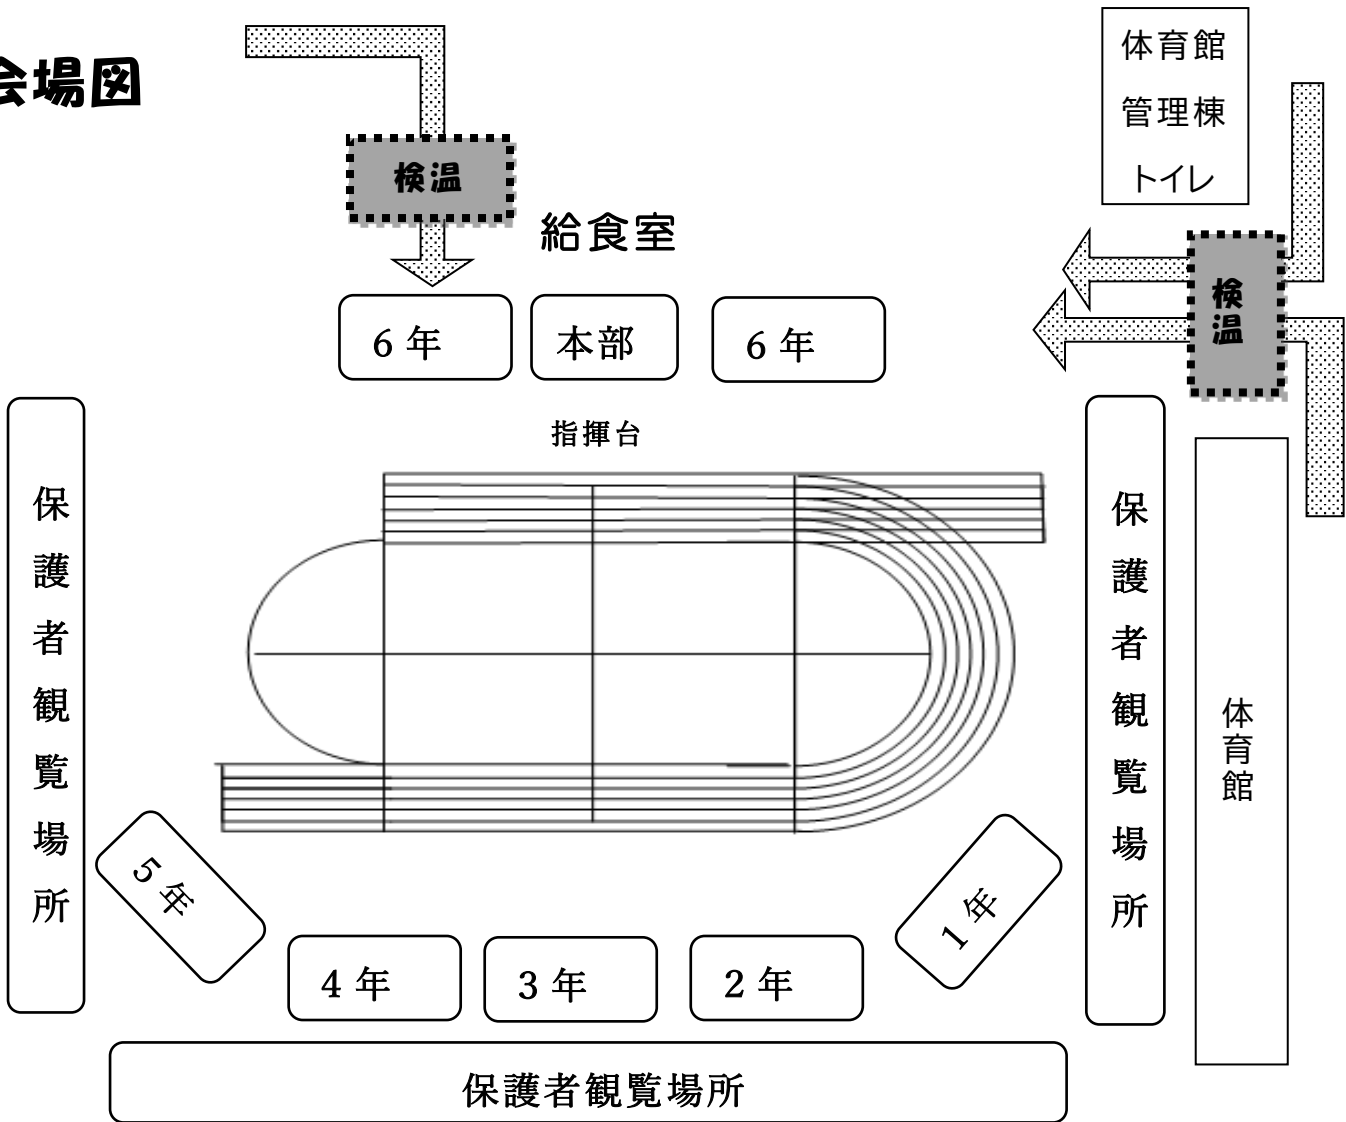 会場図
体育館
管理棟
トイレ
検温
給食室
検温
6年
本部
6年
指揮台
保護者観覧場所
保護者観覧場所
体育館
5年
1年
4年
3年
2年
保護者観覧場所